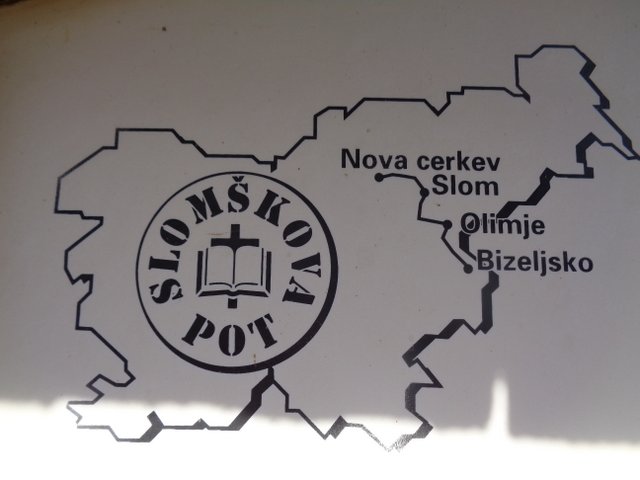 SLOMŠKOVA
POT
Nova cerkev
Slom
Olimje
Bizeljsko